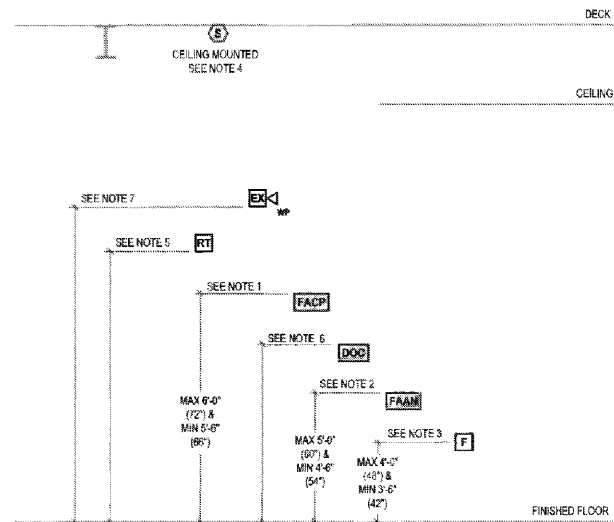 DECK
S
CEILING MOUNTED
SEE NOTE 4
CEILING
SEE NOTE 7
EX
WP
SEE NOTE 5
RT
SEE NOTE 1
FACP
SEE NOTE 6
DOC
SEE NOTE 2
FAAN
MAX 6'-0"
(72") &
MIN 5'-6"
(66")
SEE NOTE 3
F
MAX 5'-0"
(60") &
MIN 4'-6"
(54")
MAX 4'-0"
(48") &
MIN 3'-6"
(42")
FINISHED FLOOR